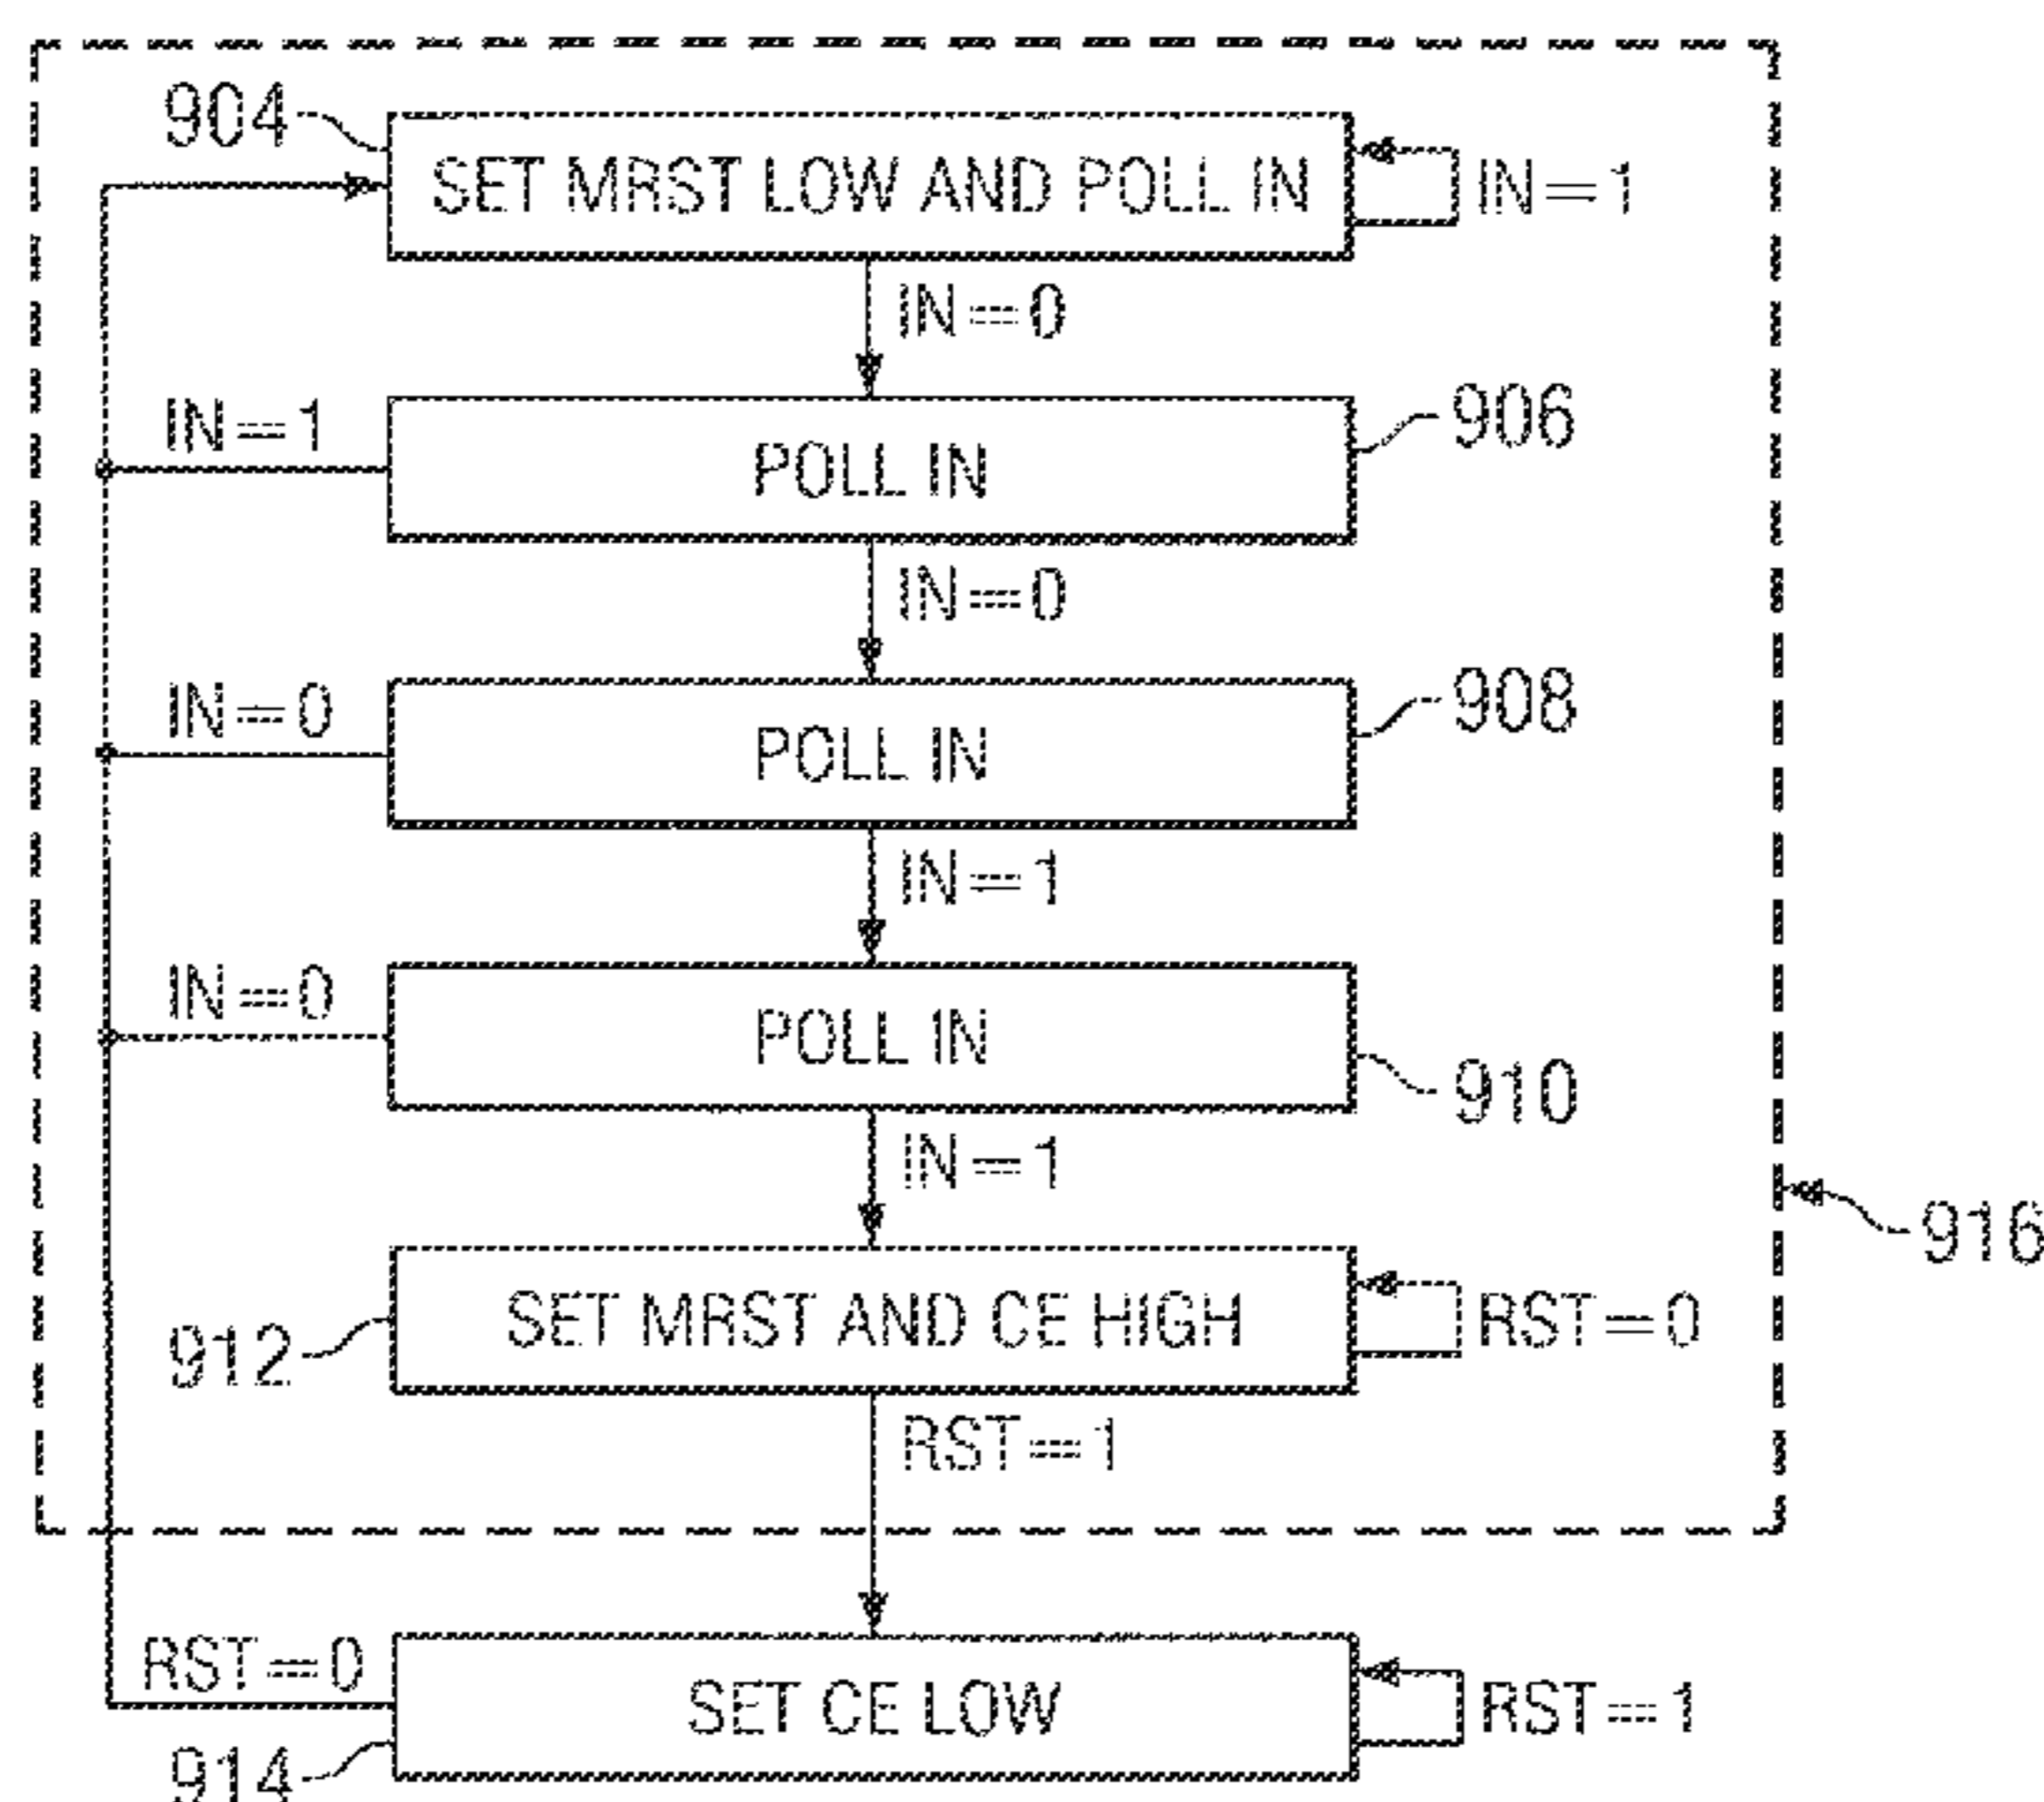 904
SET MRST LOW AND POLL IN
IN=1
IN=0
IN=1
POLL IN
906
IN=0
IN=0
POLL IN
908
IN=1
IN=0
POLL IN
910
IN=1
916
912
SET MRST AND CE HIGH
RST=0
RST=1
RST=0
SET CE LOW
RST=1
914